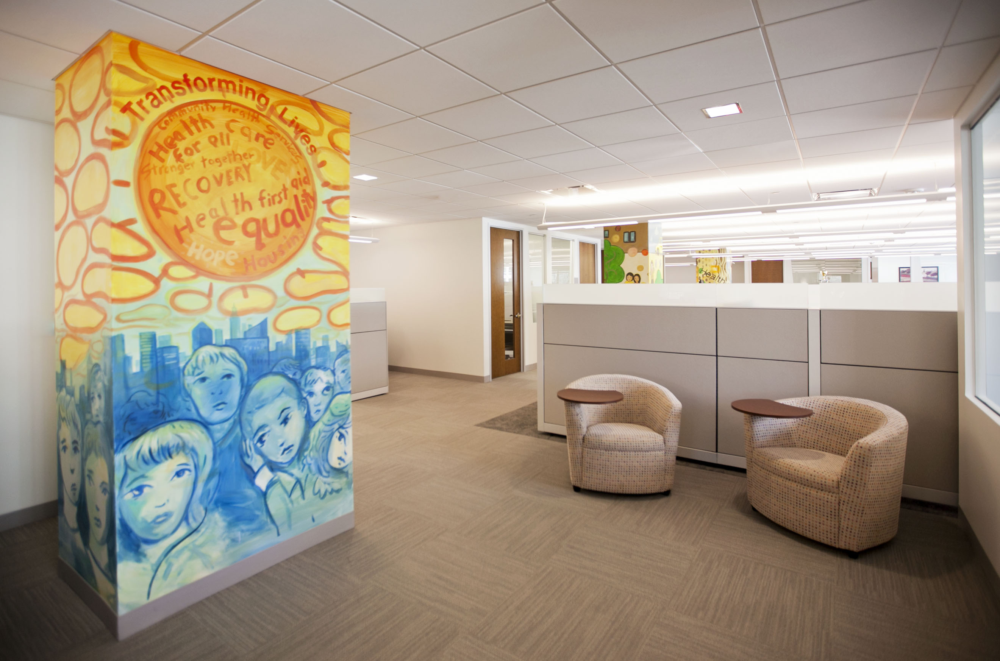 Transforming Lives
Community Health Services
Health Care
for all
LOVE
Stronger together
RECOVERY
Health first aid
equality
Hope
Housing
Health